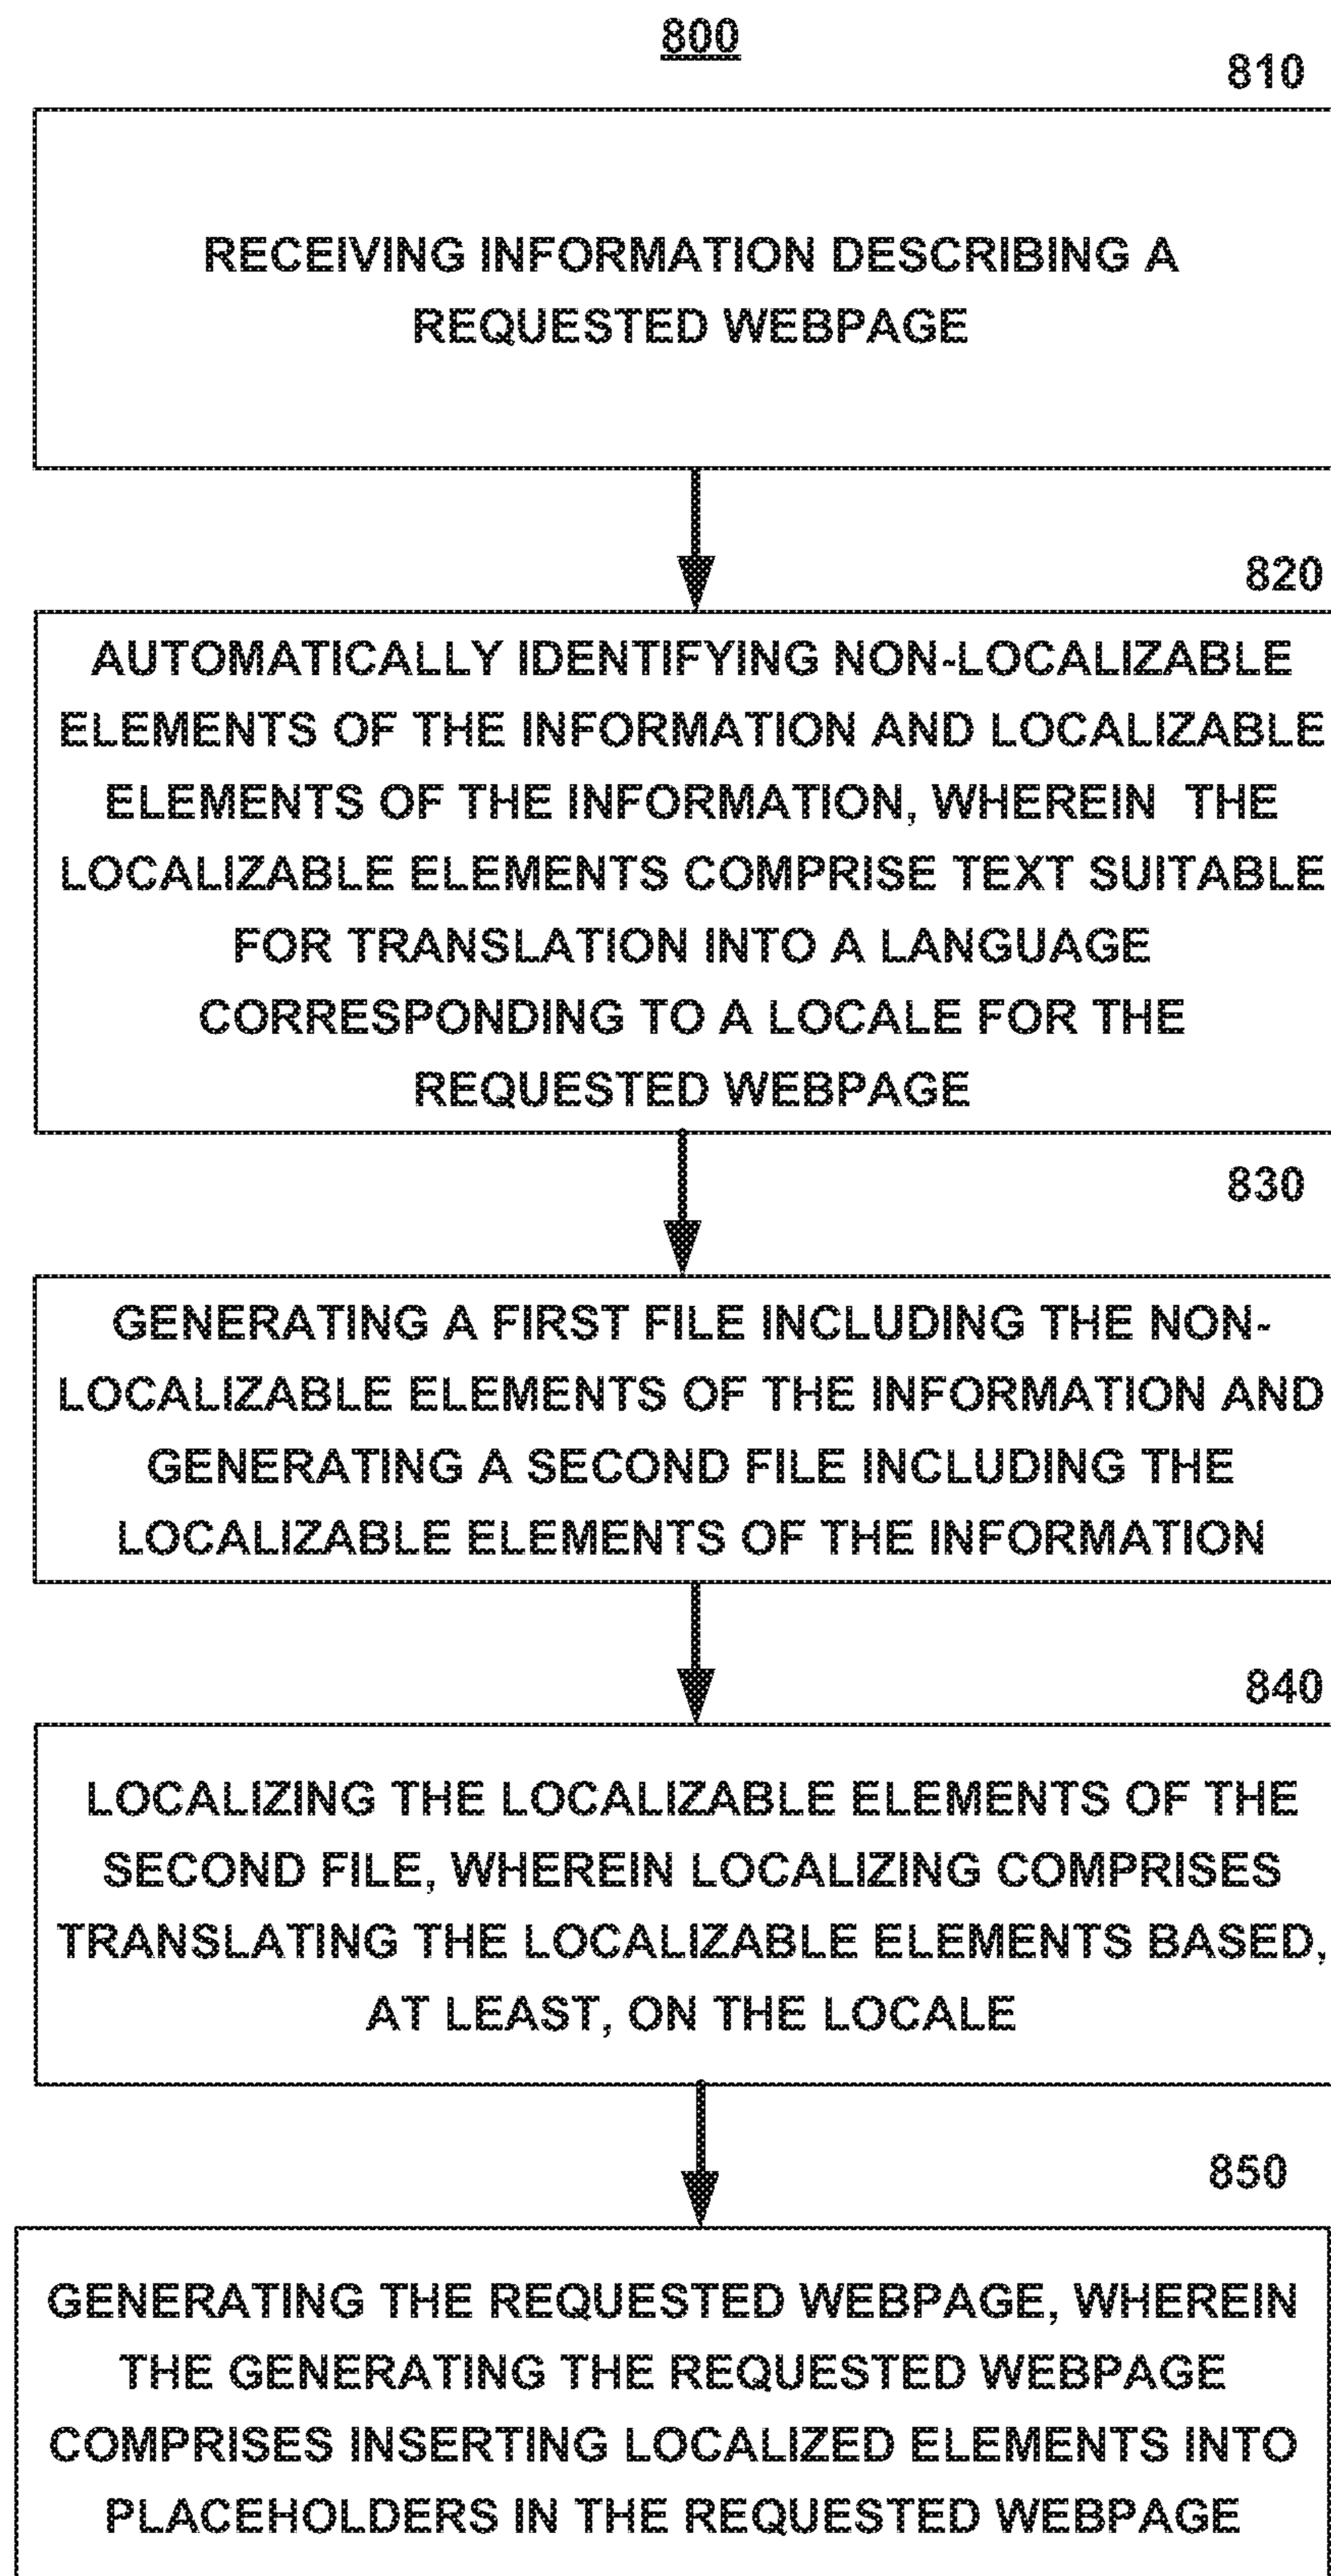 800
810
RECEIVING INFORMATION DESCRIBING A
REQUESTED WEBPAGE
820
AUTOMATICALLY IDENTIFYING NON-LOCALIZABLE
ELEMENTS OF THE INFORMATION AND LOCALIZABLE
ELEMENTS OF THE INFORMATION, WHEREIN THE
LOCALIZABLE ELEMENTS COMPRISE TEXT SUITABLE
FOR TRANSLATION INTO A LANGUAGE
CORRESPONDING TO A LOCALE FOR THE
REQUESTED WEBPAGE
830
GENERATING A FIRST FILE INCLUDING THE NON-
LOCALIZABLE ELEMENTS OF THE INFORMATION AND
GENERATING A SECOND FILE INCLUDING THE
LOCALIZABLE ELEMENTS OF THE INFORMATION
840
LOCALIZING THE LOCALIZABLE ELEMENTS OF THE
SECOND FILE, WHEREIN LOCALIZING COMPRISES
TRANSLATING THE LOCALIZABLE ELEMENTS BASED,
AT LEAST, ON THE LOCALE
850
GENERATING THE REQUESTED WEBPAGE, WHEREIN
THE GENERATING THE REQUESTED WEBPAGE
COMPRISES INSERTING LOCALIZED ELEMENTS INTO
PLACEHOLDERS IN THE REQUESTED WEBPAGE